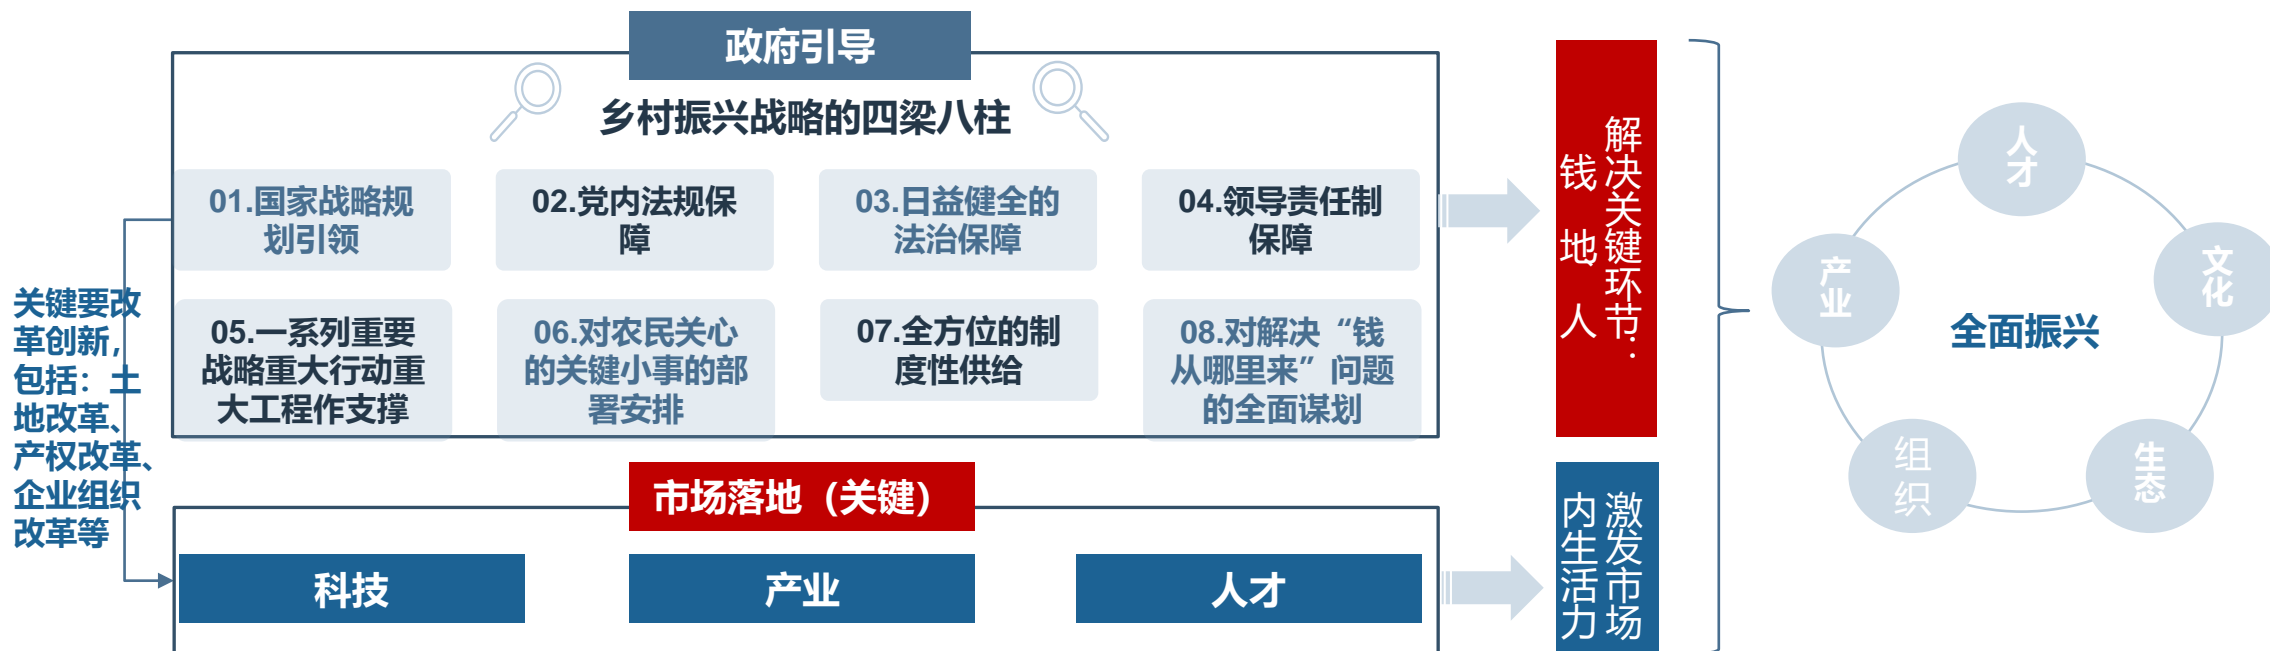 政府引导
乡村振兴战略的四梁八柱
01.国家战略规
划引领
02.党内法规保
障
03.日益健全的
法治保障
04.领导责任制
保障
05.一系列重要
战略重大行动重
大工程作支撑
06.对农民关心
的关键小事的部
署安排
07.全方位的制
度性供给
08.对解决“钱
从哪里来”问题
的全面谋划
关键要改
革创新，
包括：土
地改革、
产权改革、
企业组织
改革等
市场落地（关键）
科技
产业
人才
解决关键环节：
钱 地 人
激发市场
内生活力
人才
文化
产业
全面振兴
组织
生态